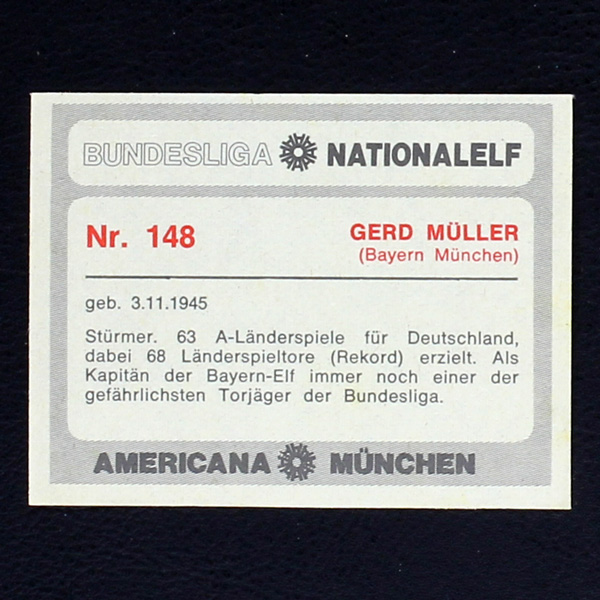 BUNDESLIGA NATIONALELF
Nr. 148 GERD MÜLLER
(Bayern München)
geb. 3.11.1945
Stürmer. 63 A-Länderspiele für Deutschland,
dabei 68 Länderspieltore (Rekord) erzielt. Als
Kapitän der Bayern-Elf immer noch einer der
gefährlichsten Torjäger der Bundesliga.
AMERICANA MÜNCHEN